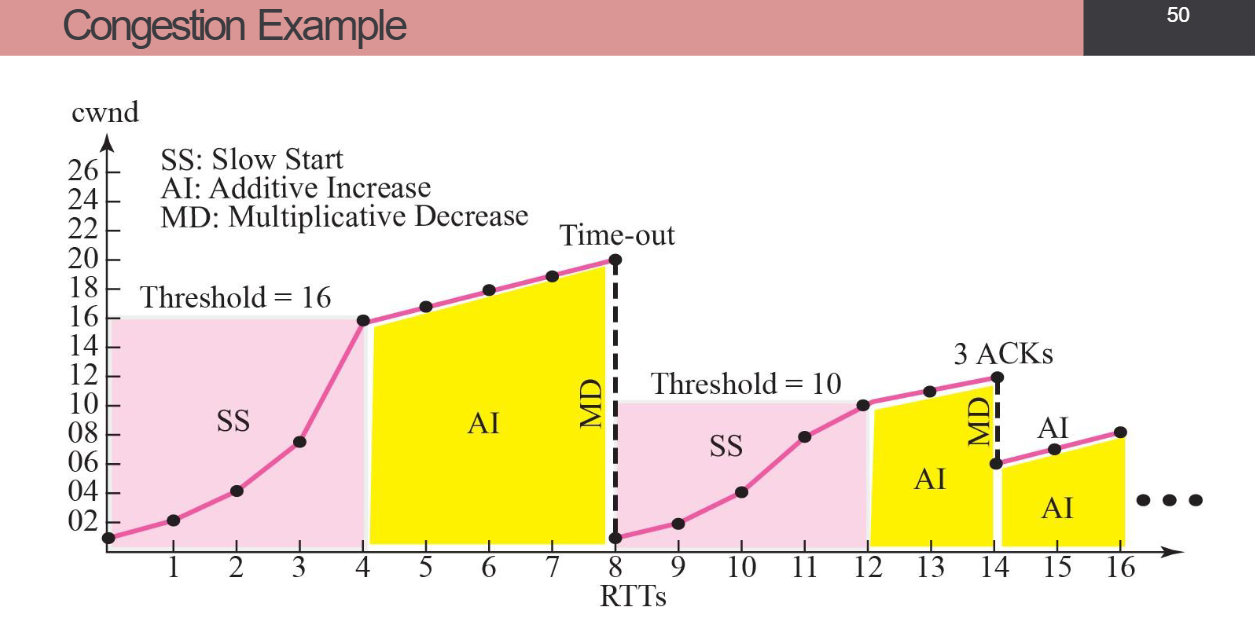 Congestion Example
50
cwnd
SS: Slow Start
AI: Additive Increase
MD: Multiplicative Decrease
26
24
22
20
18
16
14
12
10
08
06
04
02
Time-out
Threshold = 16
SS
AI
MD
Threshold = 10
SS
AI
3 ACKs
MD
AI
AI
1 2 3 4 5 6 7 8 9 10 11 12 13 14 15 16
RTTs